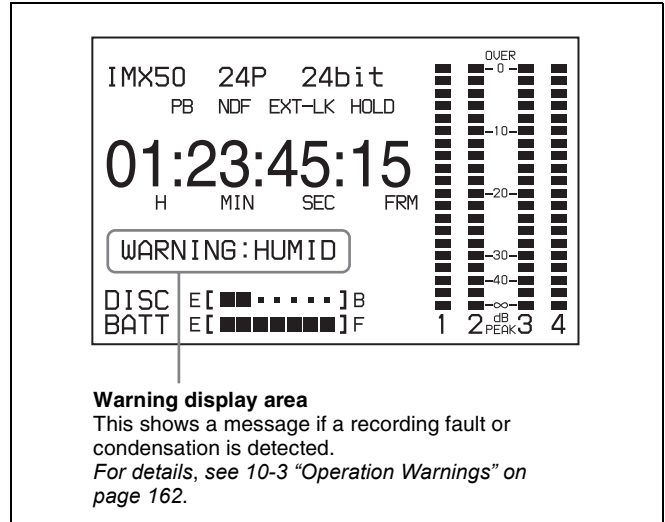 IMX50 24P 24bit
PB NDF EXT-LK HOLD
01:23:45:15
H MIN SEC FRM
WARNING:HUMID
DISC E[ ]B
BATT E[ ]F
OVER
0
-10-
-20-
-30-
-40-
-∞-
dB
1 2 PEAK 3 4
Warning display area
This shows a message if a recording fault or
condensation is detected.
For details, see 10-3 “Operation Warnings” on
page 162.